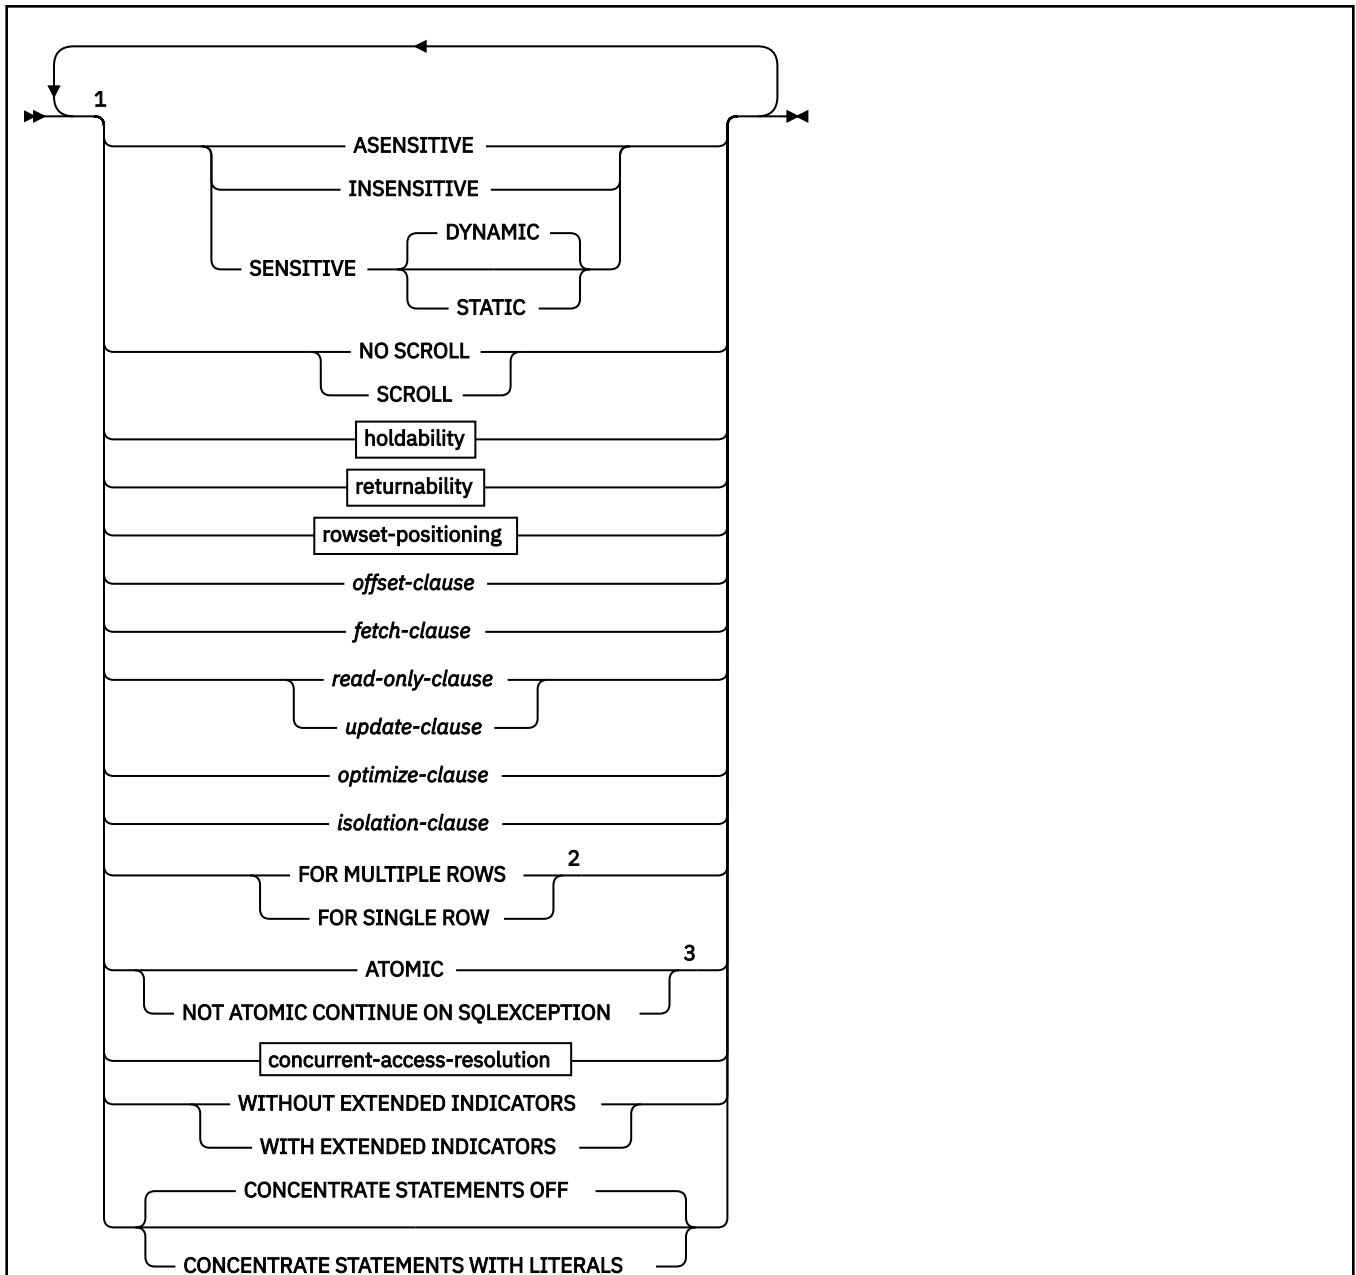 1
ASENSITIVE
INSENSITIVE
DYNAMIC
SENSITIVE
STATIC
NO SCROLL
SCROLL
holdability
returnability
rowset-positioning
offset-clause
fetch-clause
read-only-clause
update-clause
optimize-clause
isolation-clause
2
FOR MULTIPLE ROWS
FOR SINGLE ROW
3
ATOMIC
NOT ATOMIC CONTINUE ON SQLEXCEPTION
concurrent-access-resolution
WITHOUT EXTENDED INDICATORS
WITH EXTENDED INDICATORS
CONCENTRATE STATEMENTS OFF
CONCENTRATE STATEMENTS WITH LITERALS